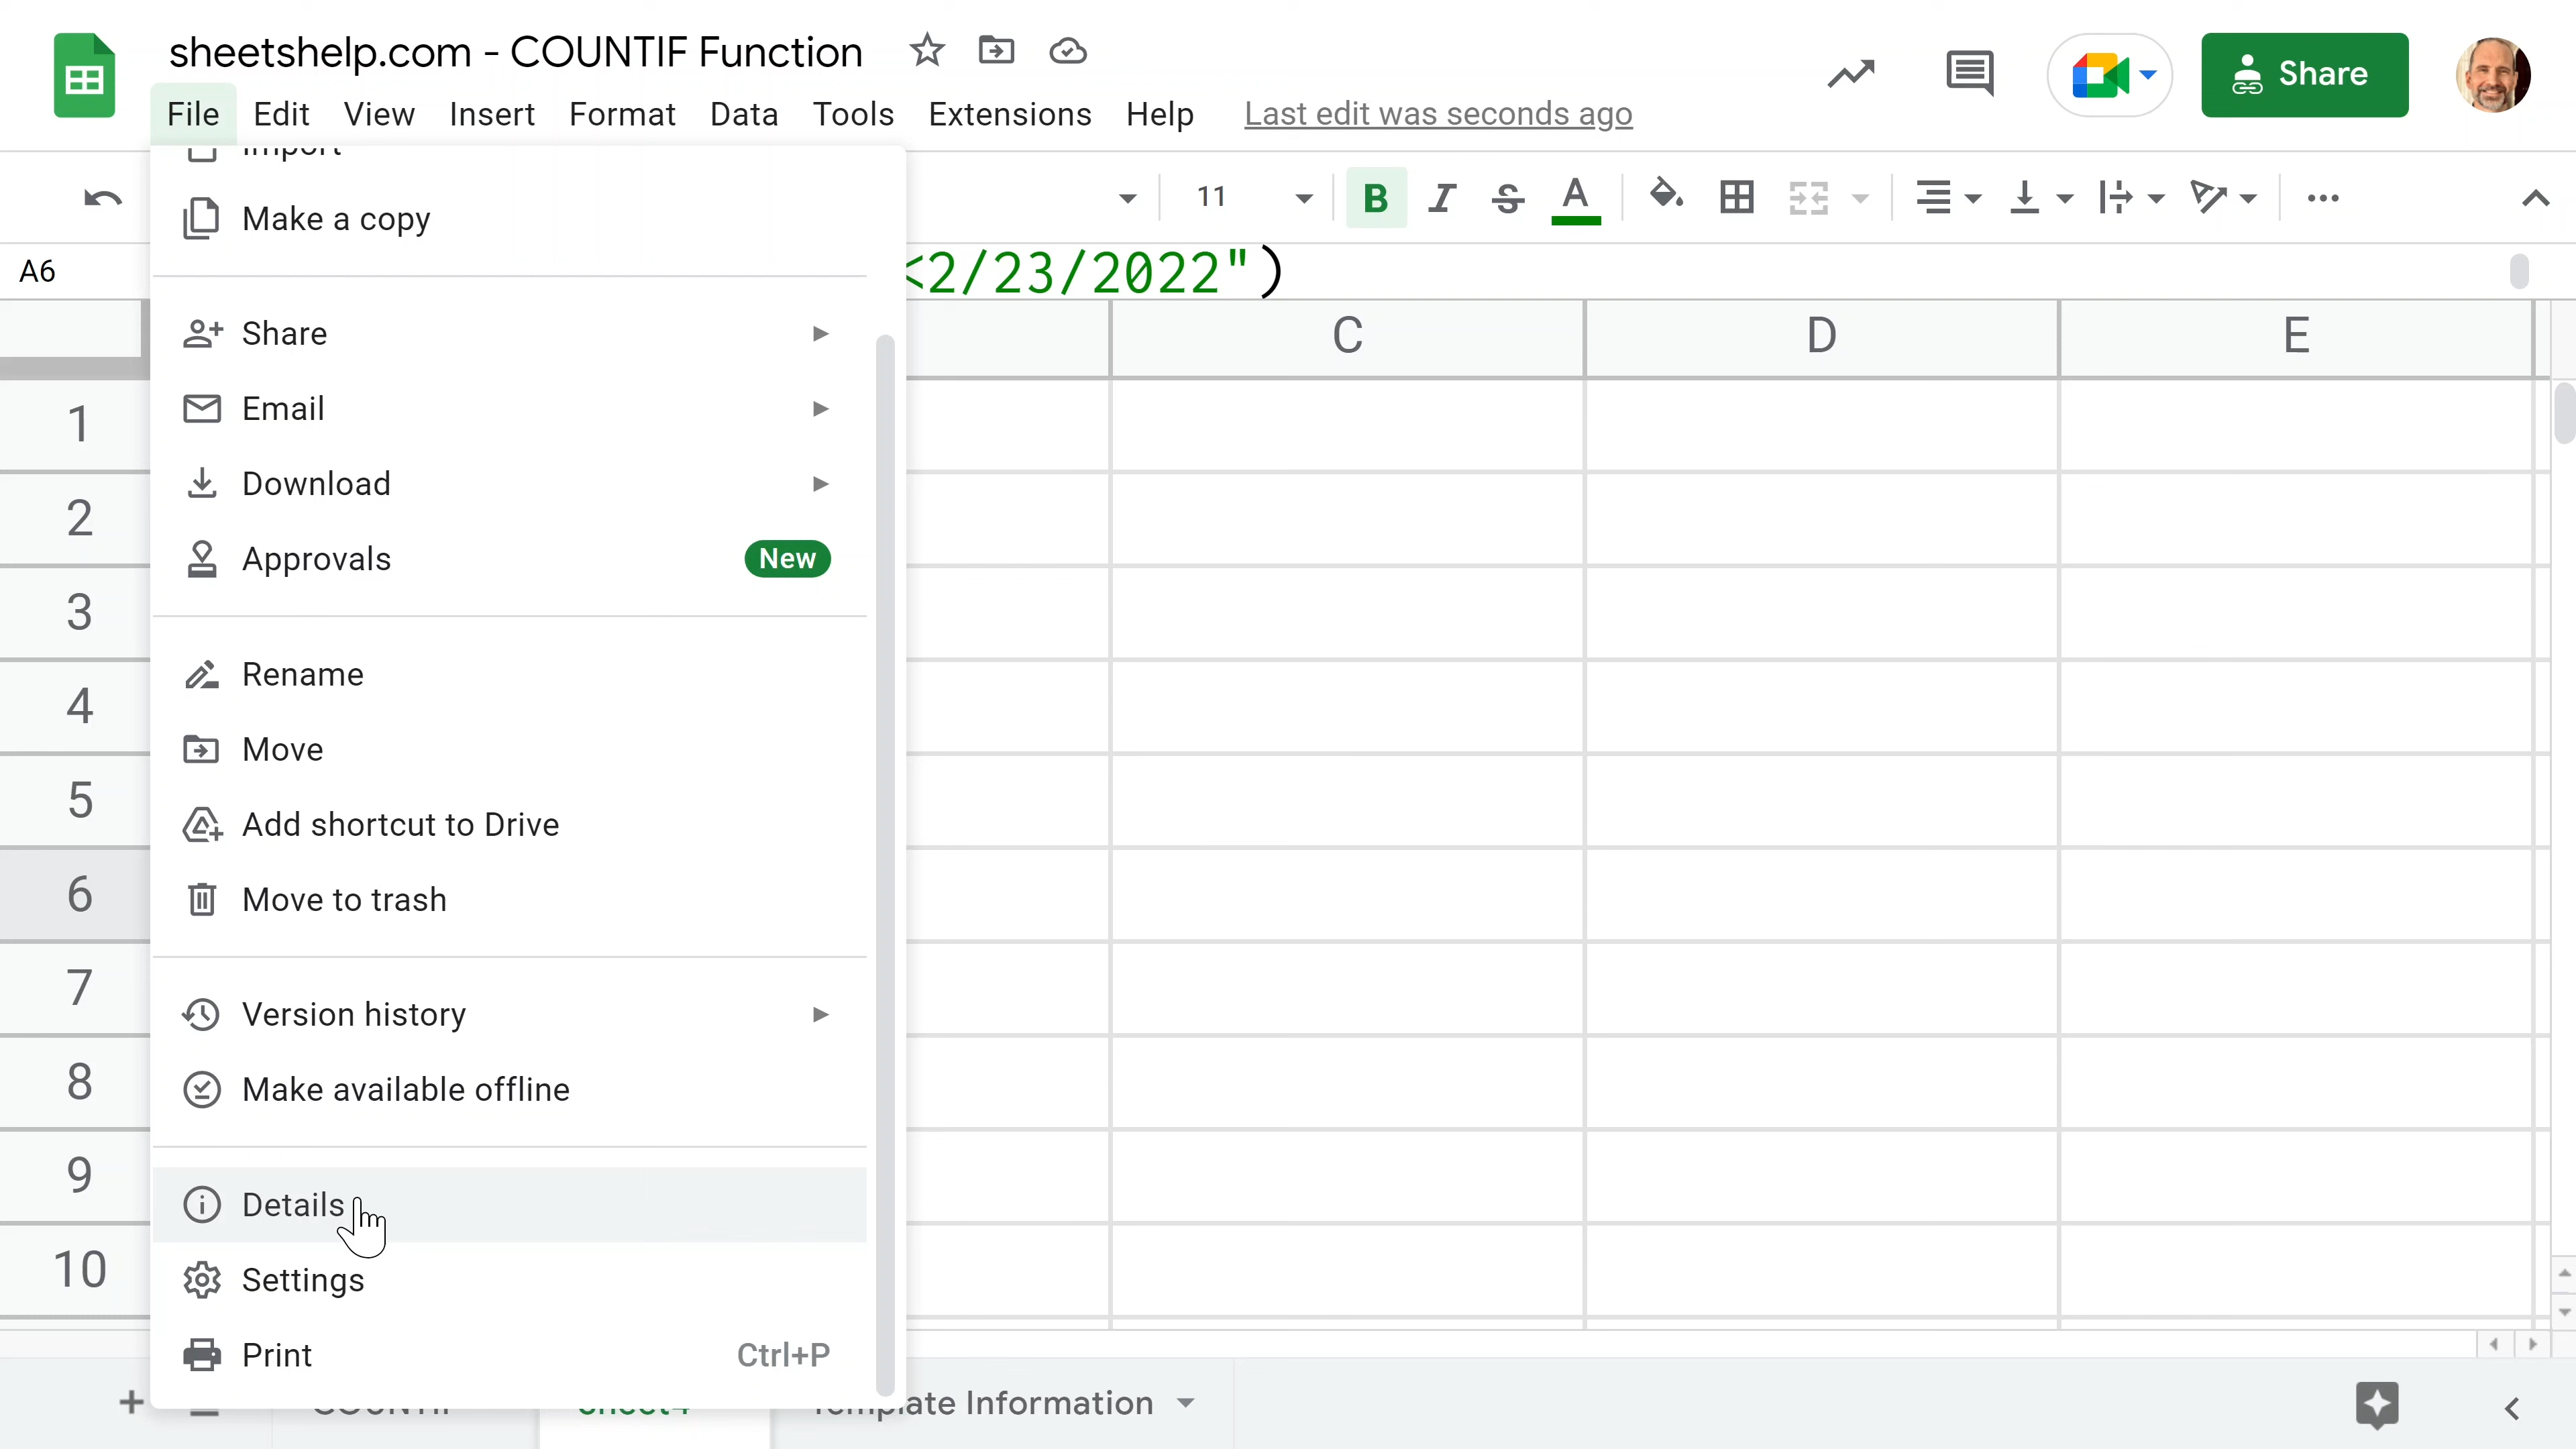 sheetshelp.com - COUNTIF Function
File Edit View Insert Format Data Tools Extensions Help Last edit was seconds ago
Share
11
B
A
A6
<2/23/2022")
Import
Make a copy
Share
Email
Download
Approvals New
Rename
Move
Add shortcut to Drive
Move to trash
Version history
Make available offline
Details
Settings
Print Ctrl+P
C D E
1
2
3
4
5
6
7
8
9
10
COUNTIF Sheet4 Template Information